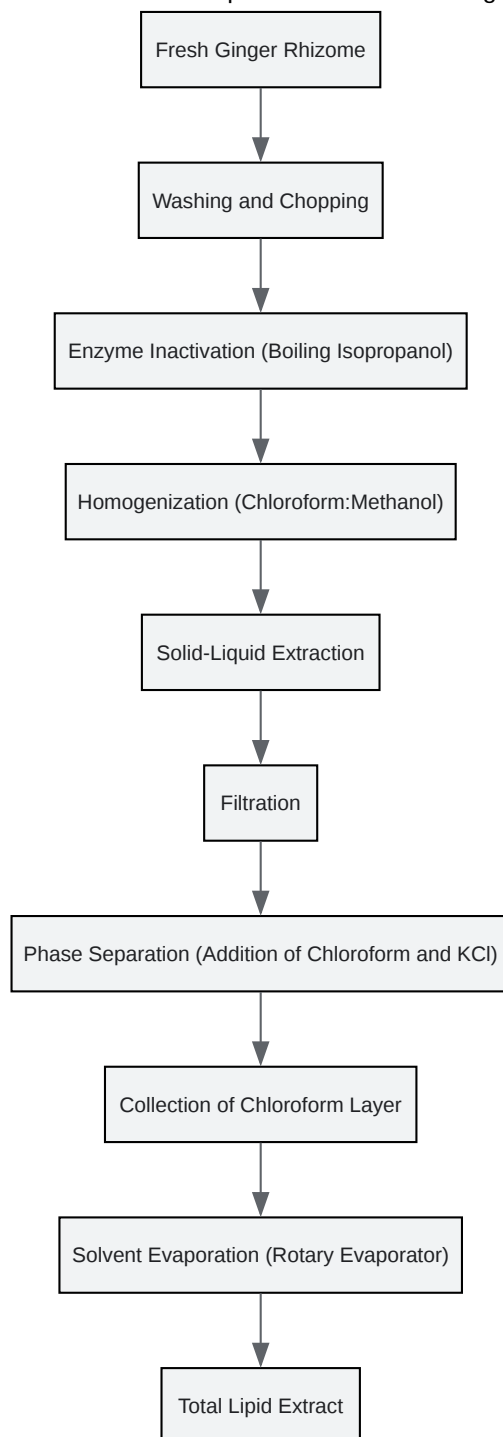 Fresh Ginger Rhizome
Washing and Chopping
Enzyme Inactivation (Boiling Isopropanol)
Homogenization (Chloroform:Methanol)
Solid-Liquid Extraction
Filtration
Phase Separation (Addition of Chloroform and KCl)
Collection of Chloroform Layer
Solvent Evaporation (Rotary Evaporator)
Total Lipid Extract